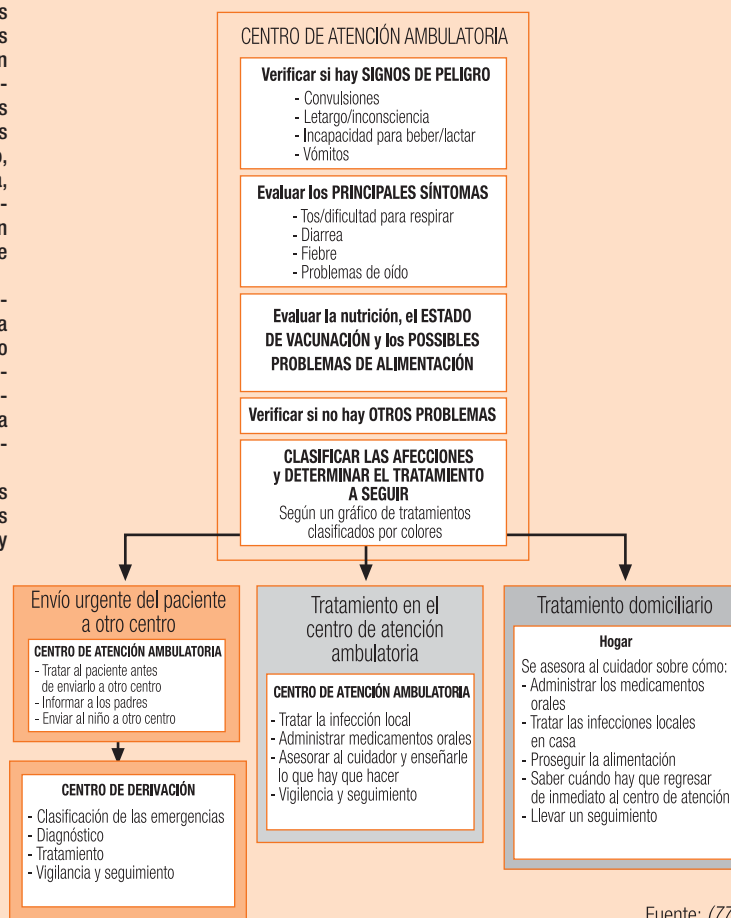 s
s
n
-
s
s
o,
a,
-
n
e
-
a
o
-
-
a
-
s
s
y
CENTRO DE ATENCIÓN AMBULATORIA
Verificar si hay SIGNOS DE PELIGRO
- Convulsiones
- Letargo/inconsciencia
- Incapacidad para beber/lactar
- Vómitos
Evaluar los PRINCIPALES SÍNTOMAS
- Tos/dificultad para respirar
- Diarrea
- Fiebre
- Problemas de oído
Evaluar la nutrición, el ESTADO
DE VACUNACIÓN y los POSSIBLES
PROBLEMAS DE ALIMENTACIÓN
Verificar si no hay OTROS PROBLEMAS
CLASIFICAR LAS AFECCIONES
y DETERMINAR EL TRATAMIENTO
A SEGUIR
Según un gráfico de tratamientos
clasificados por colores
Envío urgente del paciente
a otro centro
CENTRO DE ATENCIÓN AMBULATORIA
- Tratar al paciente antes
de enviarlo a otro centro
- Informar a los padres
- Enviar al niño a otro centro
CENTRO DE DERIVACIÓN
- Clasificación de las emergencias
- Diagnóstico
- Tratamiento
- Vigilancia y seguimiento
Tratamiento en el
centro de atención
ambulatoria
CENTRO DE ATENCIÓN AMBULATORIA
- Tratar la infección local
- Administrar medicamentos orales
- Asesorar al cuidador y enseñarle
lo que hay que hacer
- Vigilencia y seguimiento
Tratamiento domiciliario
Hogar
Se asesora al cuidador sobre cómo:
- Administrar los medicamentos
orales
- Tratar las infecciones locales
en casa
- Proseguir la alimentación
- Saber cuándo hay que regresar
de inmediato al centro de atención
- Llevar un seguimiento
Fuente: (ZZ